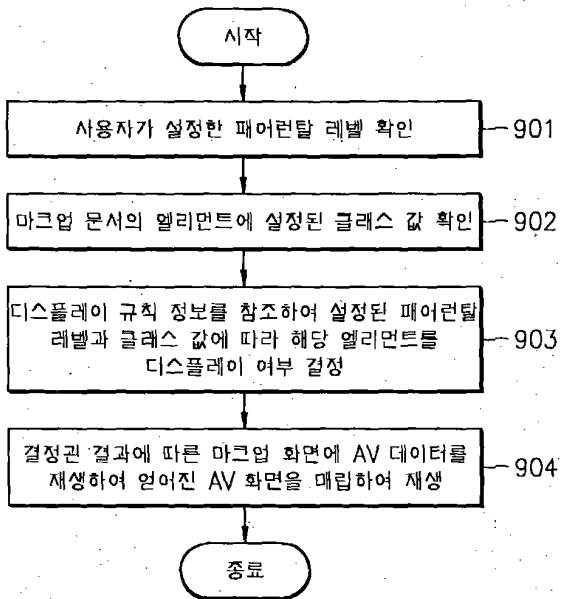 시작
사용자가 설정한 패어런탈 레벨 확인
901
마크업 문서의 엘리먼트에 설정된 클래스 값 확인
902
디스플레이 규칙 정보를 참조하여 설정된 패어런탈
레벨과 클래스 값에 따라 해당 엘리먼트를
디스플레이 여부 결정
903
결정된 결과에 따른 마크업 화면에 AV 데이터를
재생하여 얻어진 AV 화면을 매립하여 재생
904
종료